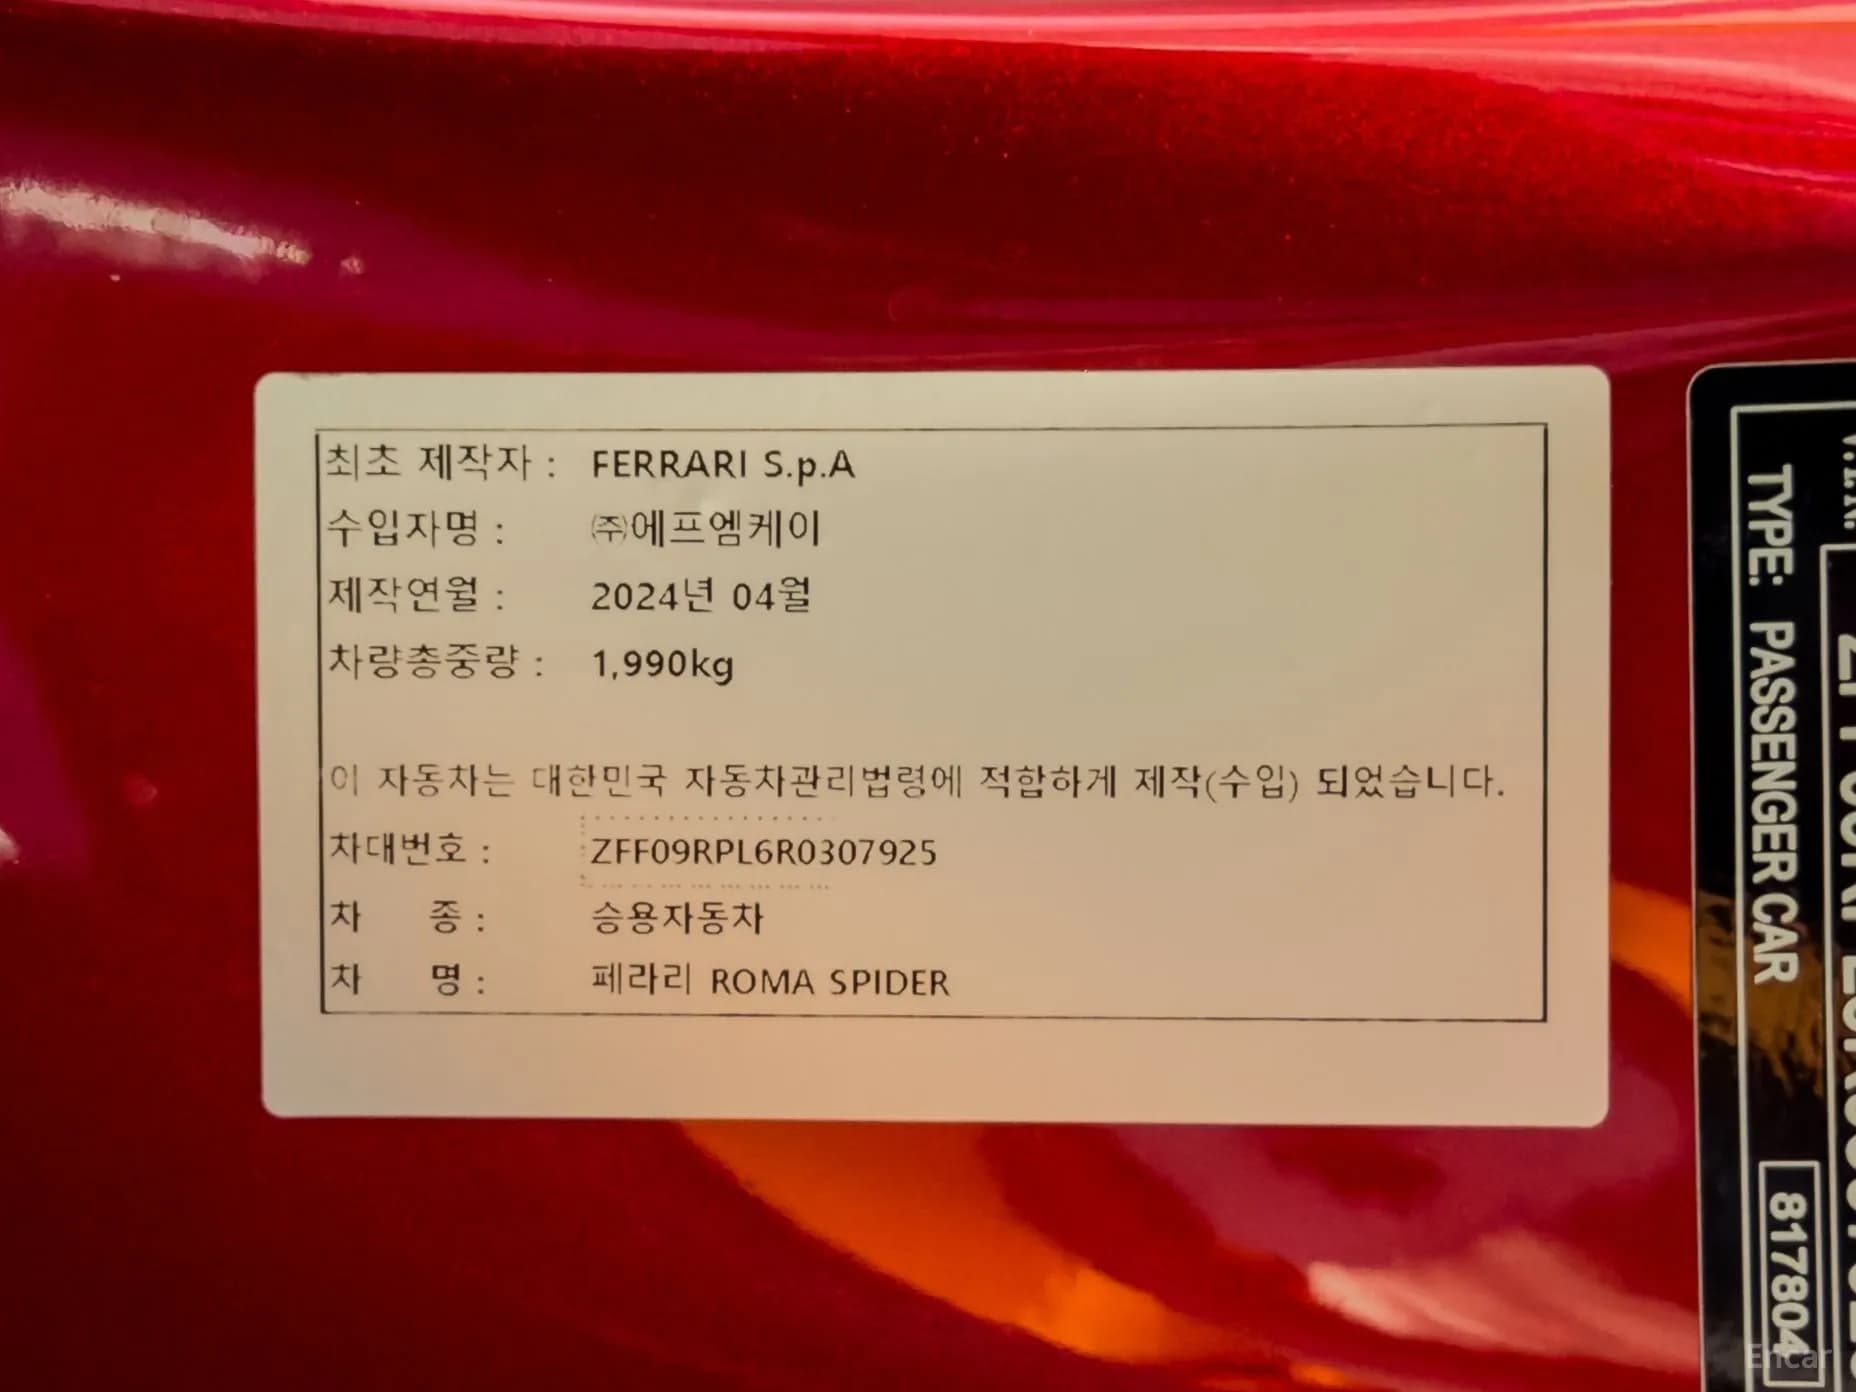 최초 제작자 : FERRARI S.p.A
수입자명 : ㈜에프엠케이
제작연월 : 2024년 04월
차량총중량 : 1,990kg
이 자동차는 대한민국 자동차관리법령에 적합하게 제작(수입) 되었습니다.
차대번호 : ZFF09RPL6R0307925
차 종 : 승용자동차
차 명 : 페라리 ROMA SPIDER
V.I.N.
TYPE: PASSENGER CAR
817804
Encar